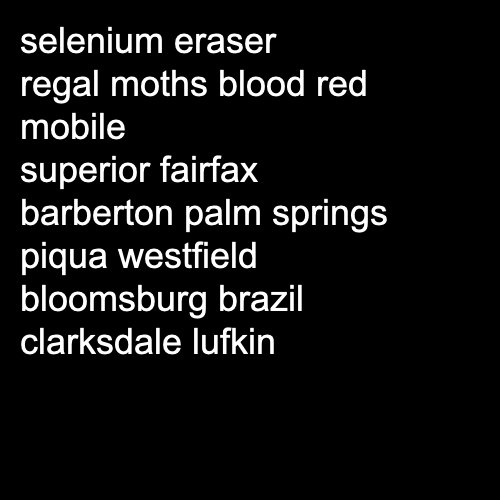 selenium eraser
regal moths blood red
mobile
superior fairfax
barberton palm springs
piqua westfield
bloomsburg brazil
clarksdale lufkin